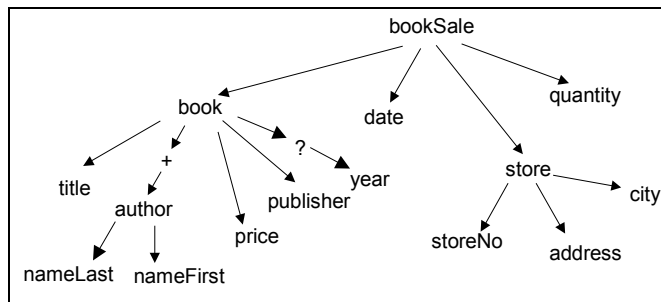 bookSale
book
date
quantity
title
+
?
year
store
author
publisher
price
city
storeNo
address
nameLast
nameFirst